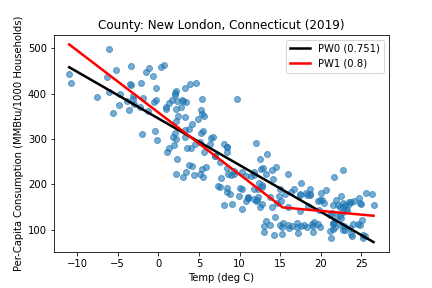 County: New London, Connecticut (2019)
PW0 (0.751)
PW1 (0.8)
Per-Capita Consumption (MMBtu/1000 Households)
500
400
300
200
100
−10 −5 0 5 10 15 20 25
Temp (deg C)